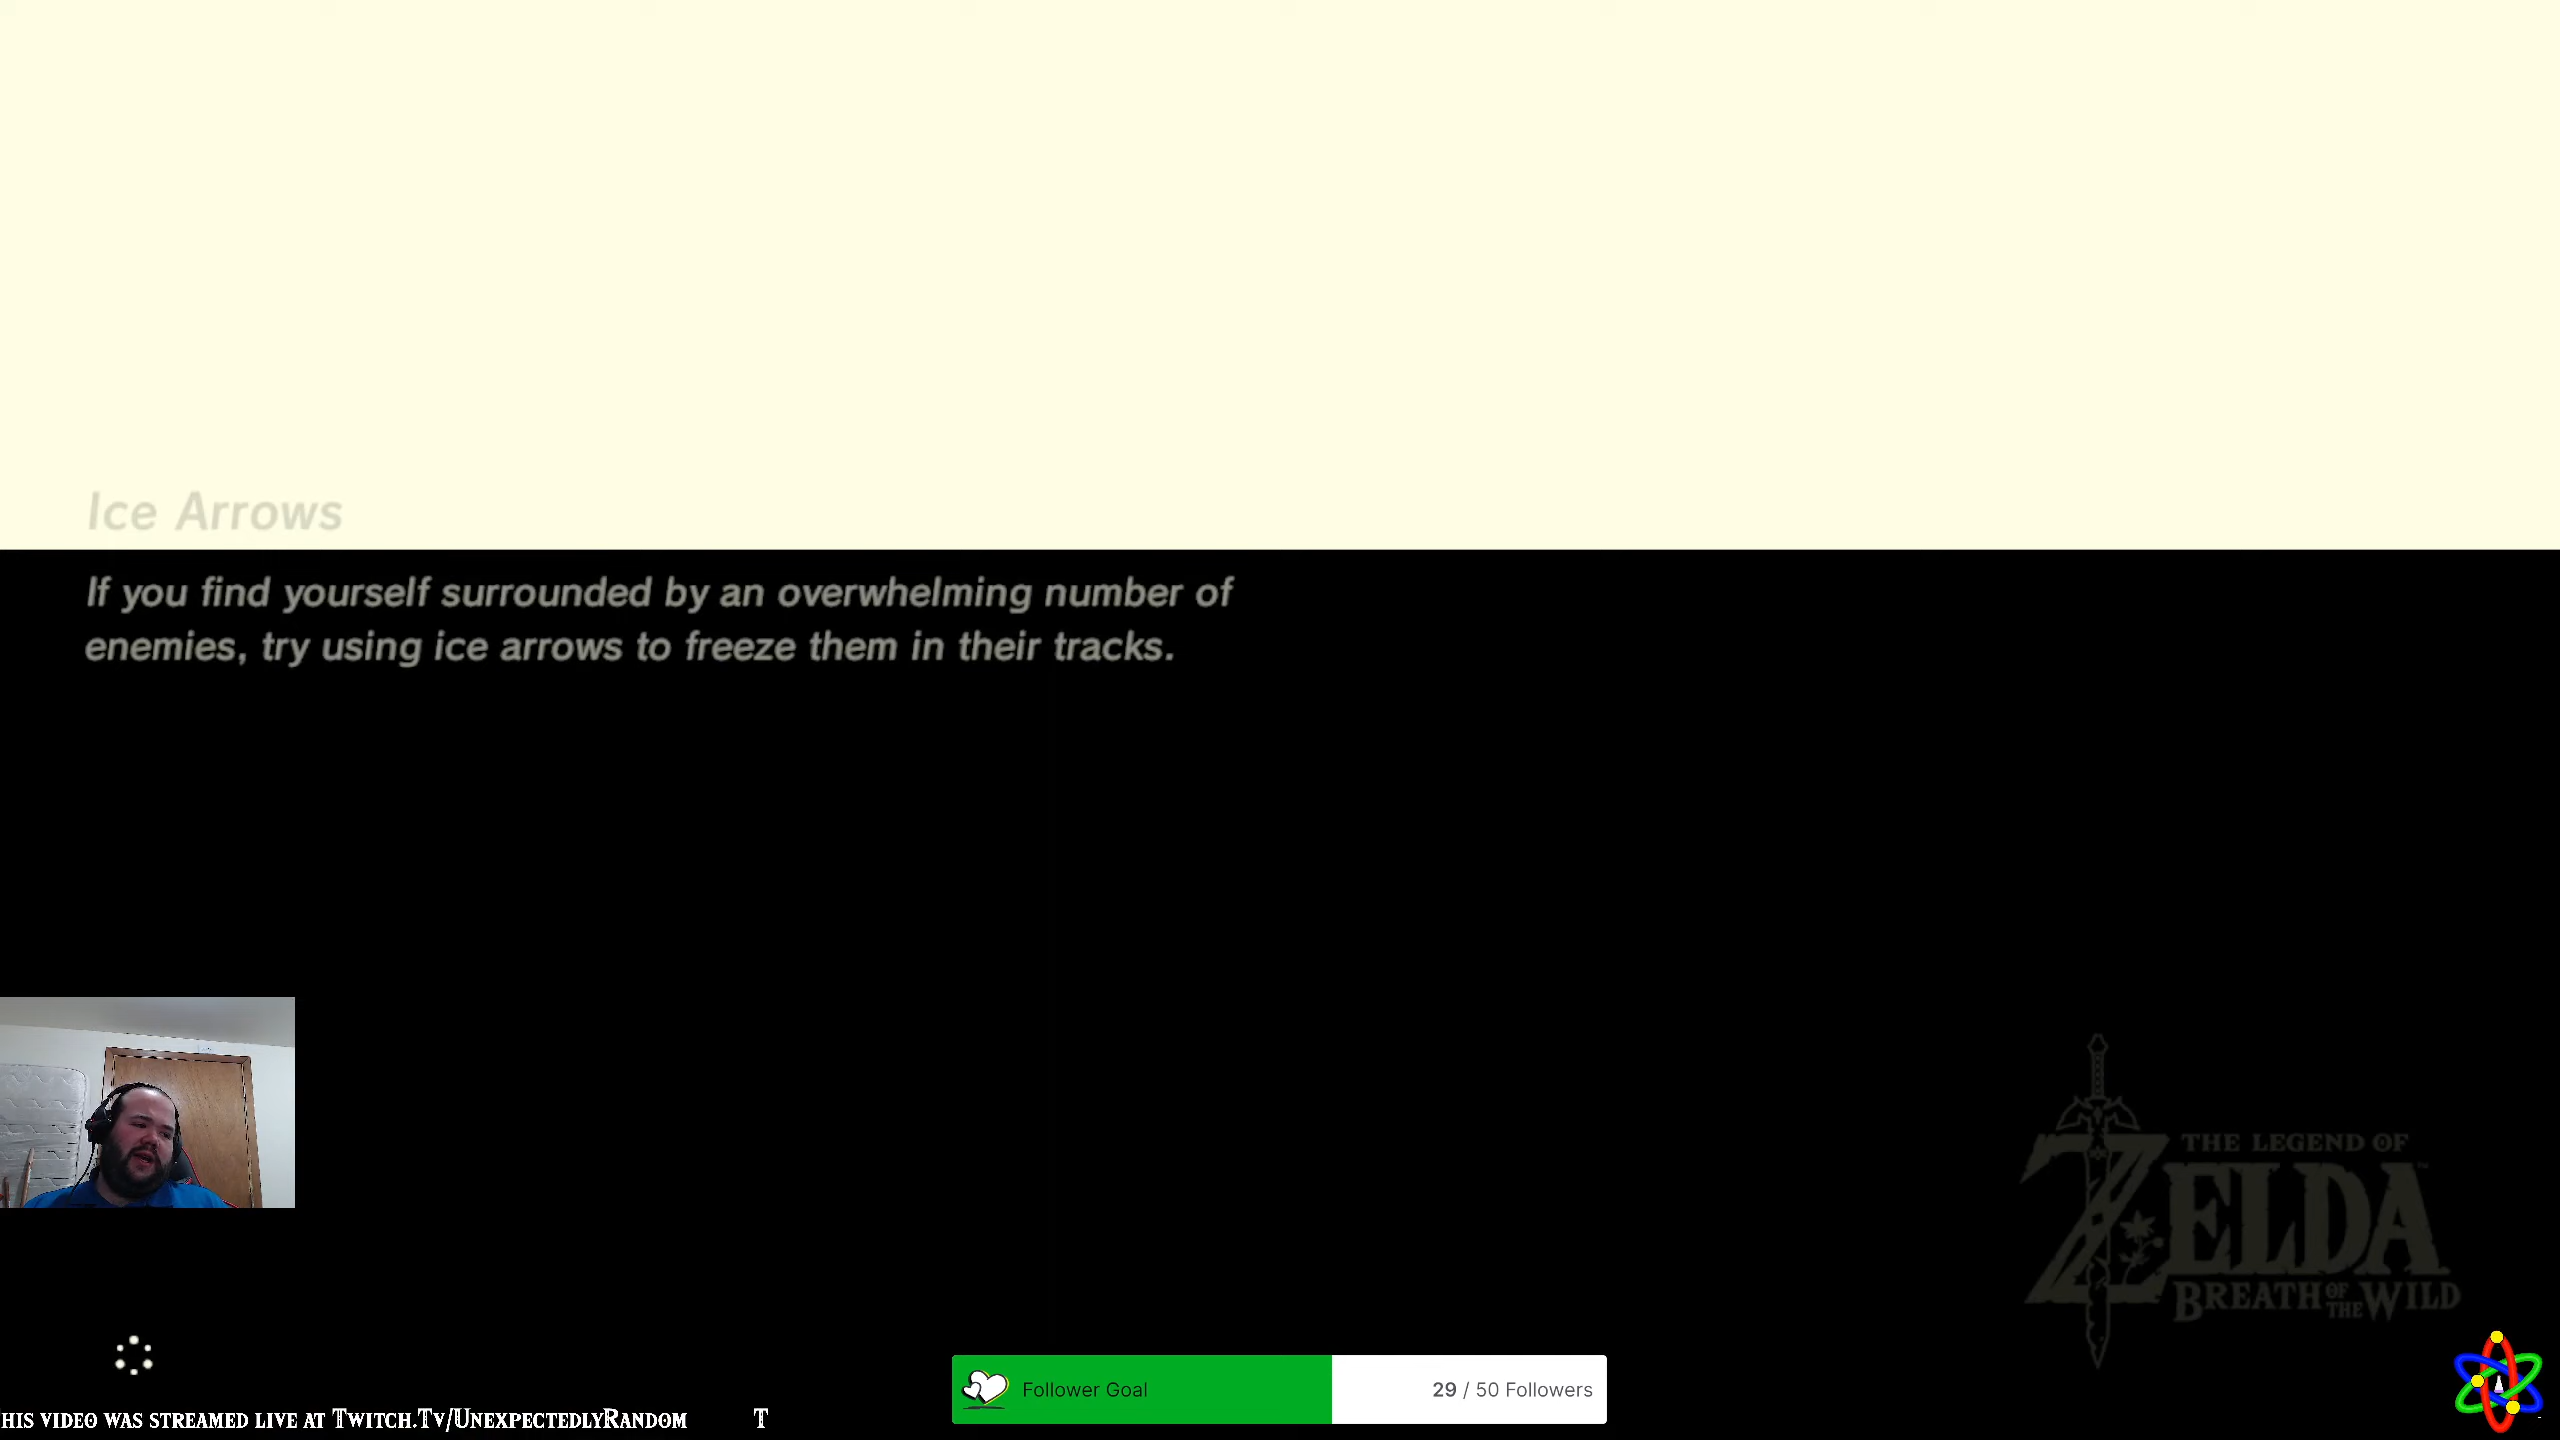 Ice Arrows
If you find yourself surrounded by an overwhelming number of
enemies, try using ice arrows to freeze them in their tracks.
THE LEGEND OF
ZELDA
BREATH OF THE WILD
Follower Goal
29 / 50 Followers
HIS VIDEO WAS STREAMED LIVE AT TWITCH.TV/UNEXPECTEDLYRANDOM T